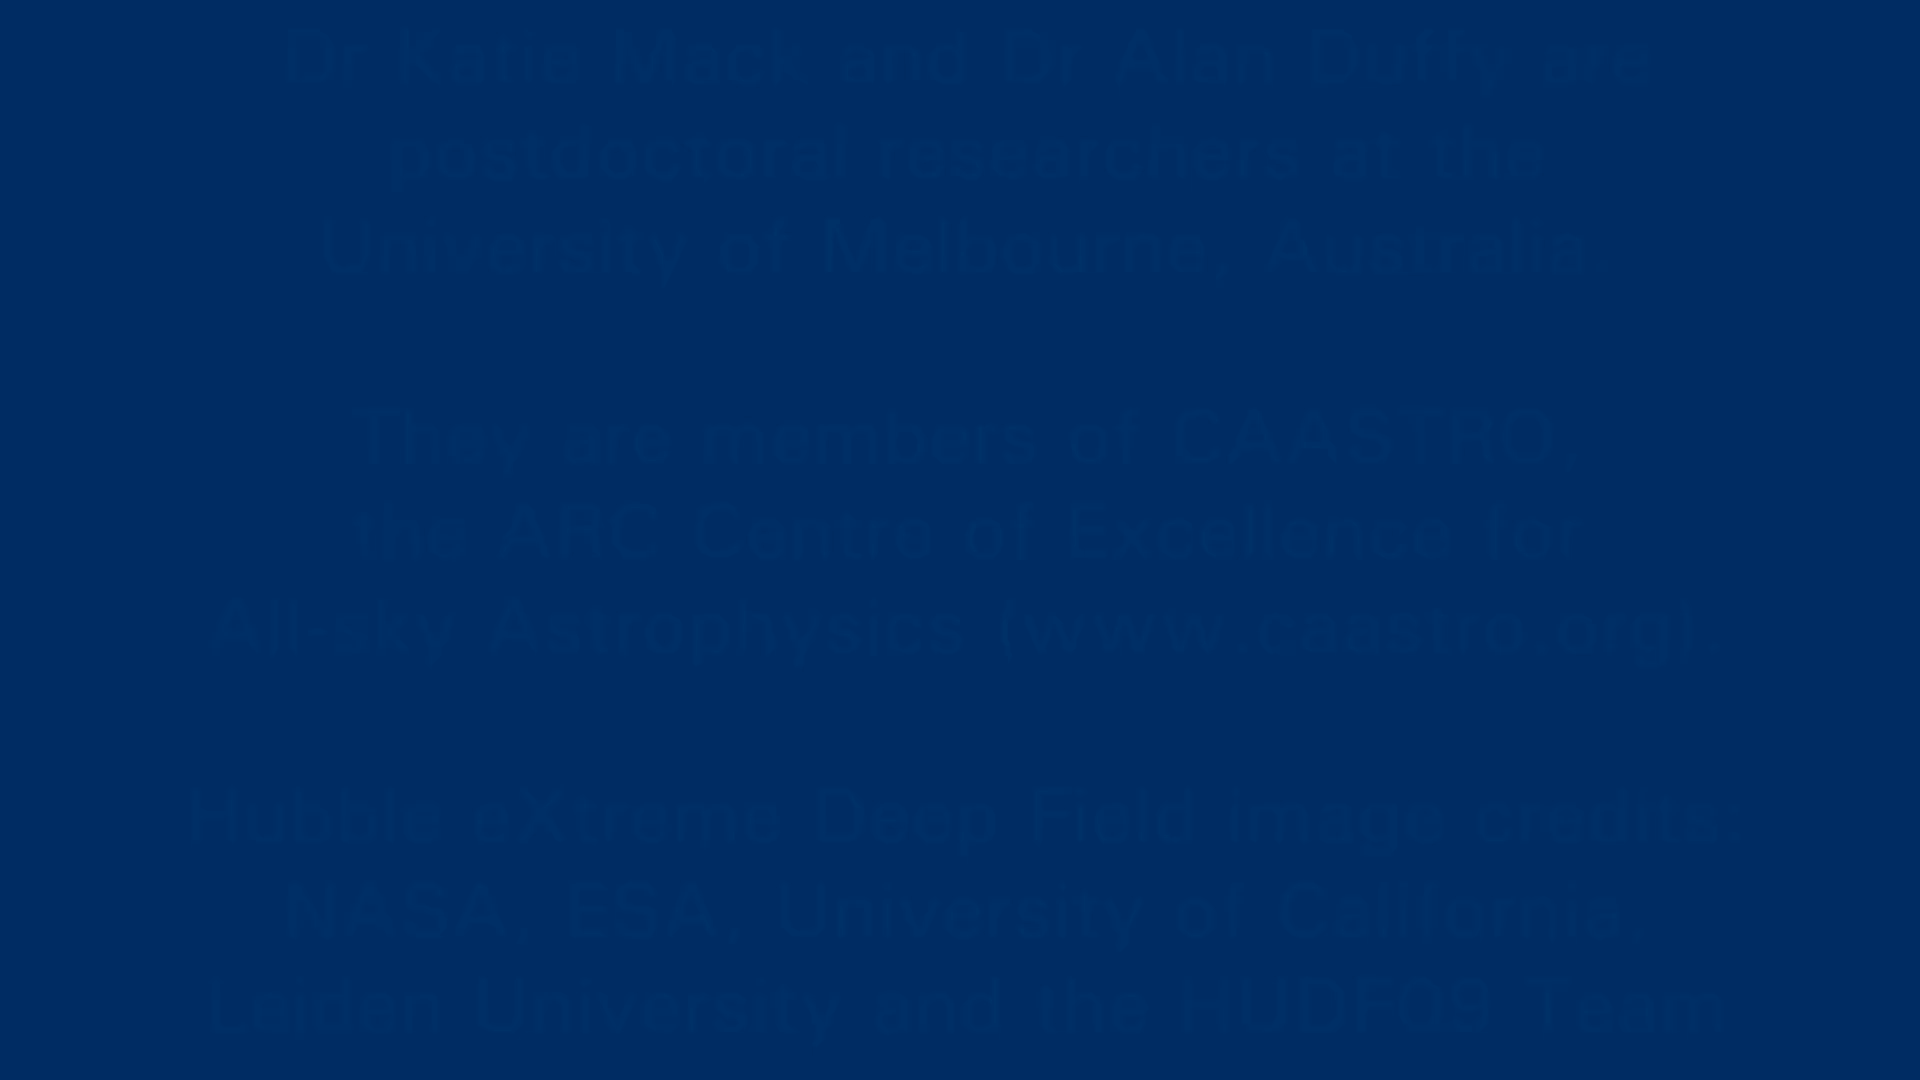 Dr Katie Mack and Dr Alan Duffy are
postdoctoral researchers at the
University of Melbourne, Australia.
They are members of CAASTRO,
the ARC Centre of Excellence for
All-sky Astrophysics (www.caastro.org).
Hubble eXtreme Deep Field image credits:
NASA, ESA, University of California,
Leiden University and the HUDF09 Team